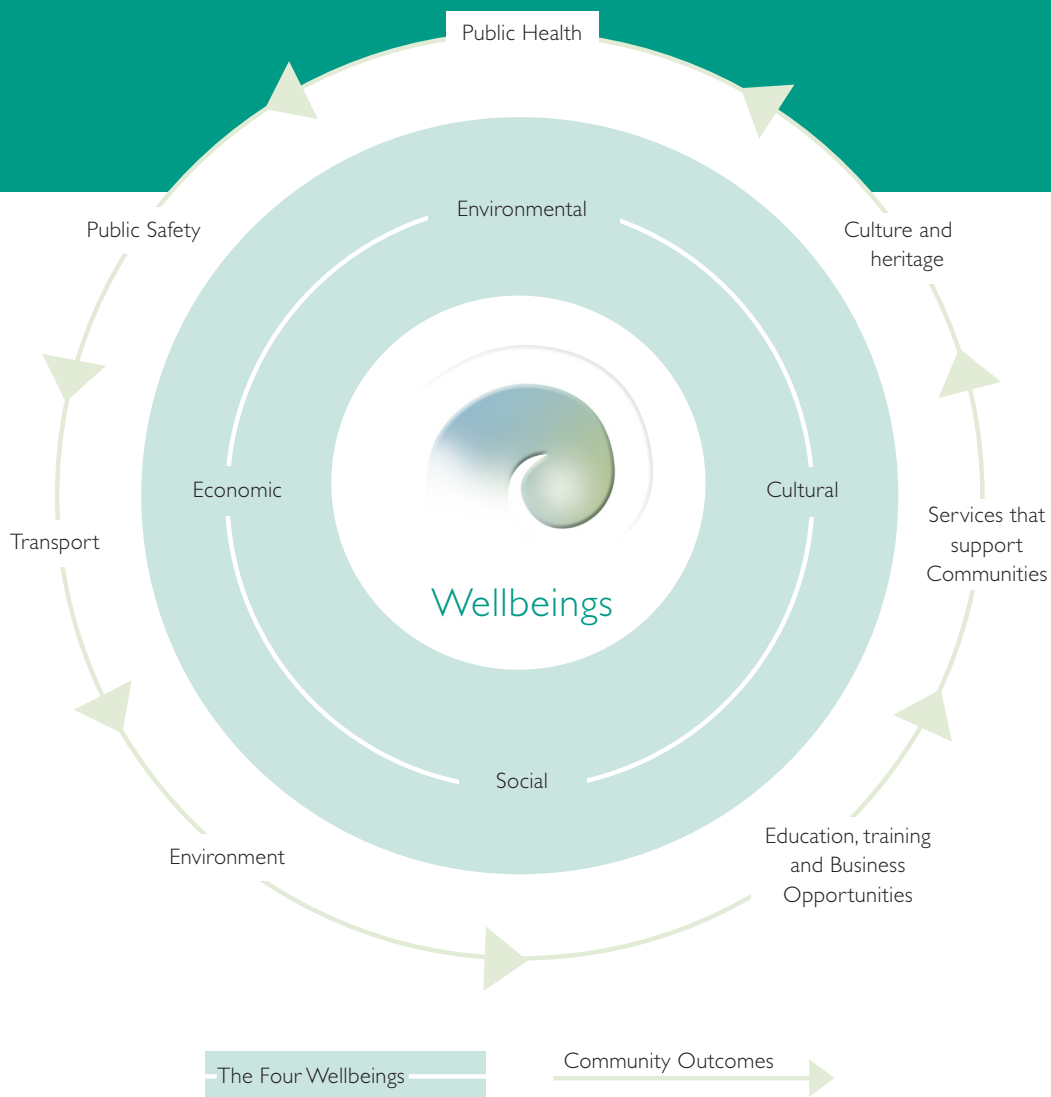 Public Health
Environmental
Public Safety
Culture and
heritage
Economic
Cultural
Transport
Services that
support
Communities
Wellbeings
Social
Environment
Education, training
and Business
Opportunities
The Four Wellbeings
Community Outcomes